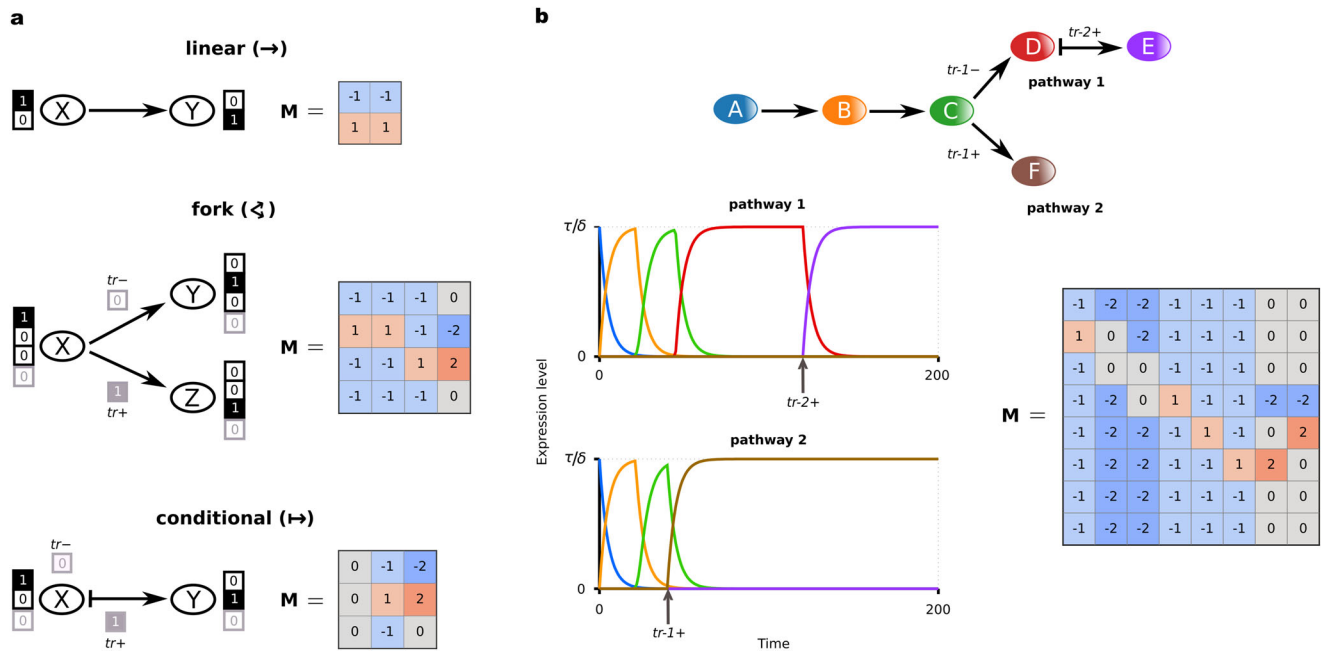 a
linear (→)
1
0
X
Y
0
1
M =
-1 -1
1 1
fork (⪪)
tr−
0
1
0
0
0
X
Y
0
1
0
0
Z
0
0
1
0
1
tr+
M =
-1 -1 -1 0
1 1 -1 -2
-1 -1 1 2
-1 -1 -1 0
conditional (↦)
tr−
0
1
0
0
X
Y
0
1
0
1
tr+
M =
0 -1 -2
0 1 2
0 -1 0
b
A
B
C
D
E
F
tr-1−
tr-2+
tr-1+
pathway 1
pathway 2
pathway 1
τ/δ
0
0
200
tr-2+
Expression level
pathway 2
τ/δ
0
0
200
tr-1+
Time
M =
-1 -2 -2 -1 -1 -1 0 0
1 0 -2 -1 -1 -1 0 0
-1 0 0 -1 -1 -1 0 0
-1 -2 0 1 -1 -1 -2 -2
-1 -2 -2 -1 1 -1 0 2
-1 -2 -2 -1 -1 1 2 0
-1 -2 -2 -1 -1 -1 0 0
-1 -2 -2 -1 -1 -1 0 0